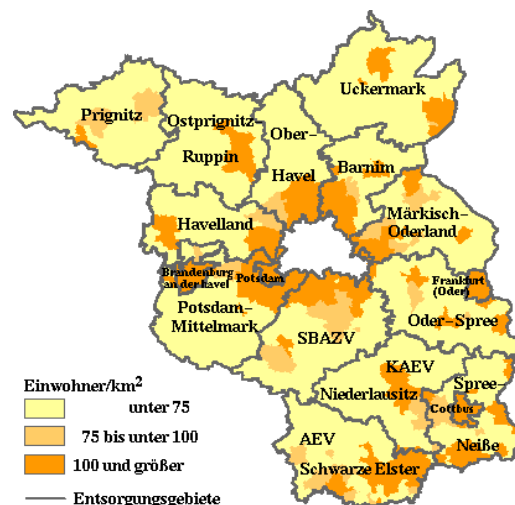 Uckermark
Prignitz
Ostprignitz-
Ruppin
Ober-
Havel
Barnim
Havelland
Märkisch-
Oderland
Brandenburg
an der havel
Potsdam
Frankfurt
(Oder)
Potsdam-
Mittelmark
SBAZV
Oder-Spree
KAEV
Niederlausitz
Spree-
Neiße
Cottbus
AEV
Schwarze Elster
Einwohner/km²
unter 75
75 bis unter 100
100 und größer
Entsorgungsgebiete